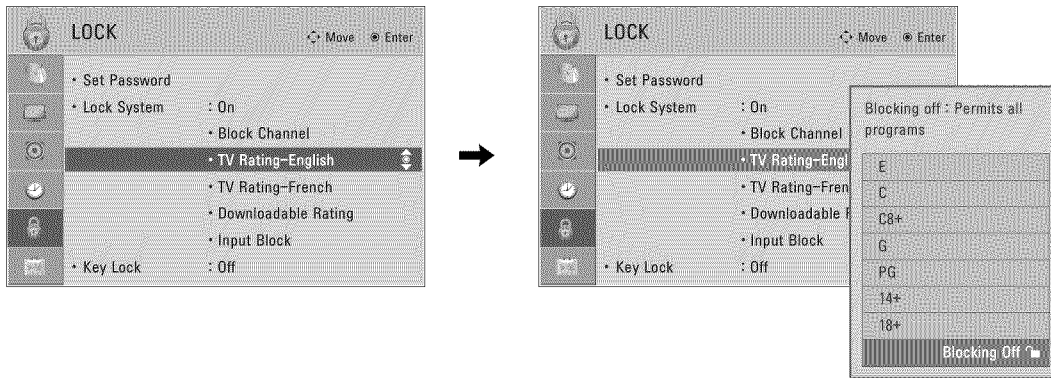 LOCK
Move Enter
• Set Password
• Lock System : On
• Block Channel
• TV Rating-English
• TV Rating-French
• Downloadable Rating
• Input Block
• Key Lock : Off
LOCK
Move Enter
• Set Password
• Lock System : On
• Block Channel
• TV Rating-Engl
• TV Rating-Fren
• Downloadable
• Input Block
• Key Lock : Off
Blocking off : Permits all
programs
E
C
C8+
G
PG
14+
18+
Blocking Off